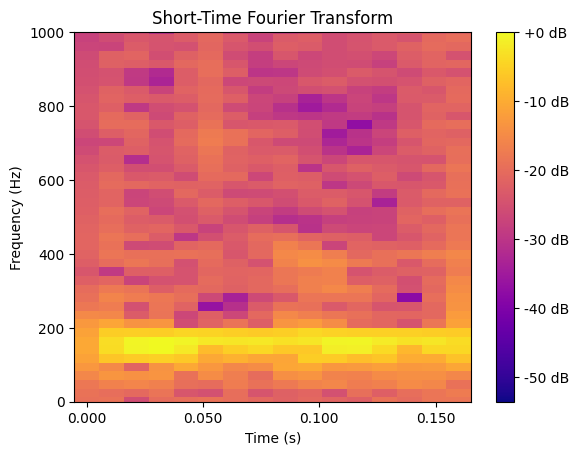 Short-Time Fourier Transform
1000
800
600
400
200
0
Frequency (Hz)
0.000
0.050
0.100
0.150
Time (s)
+0 dB
-10 dB
-20 dB
-30 dB
-40 dB
-50 dB